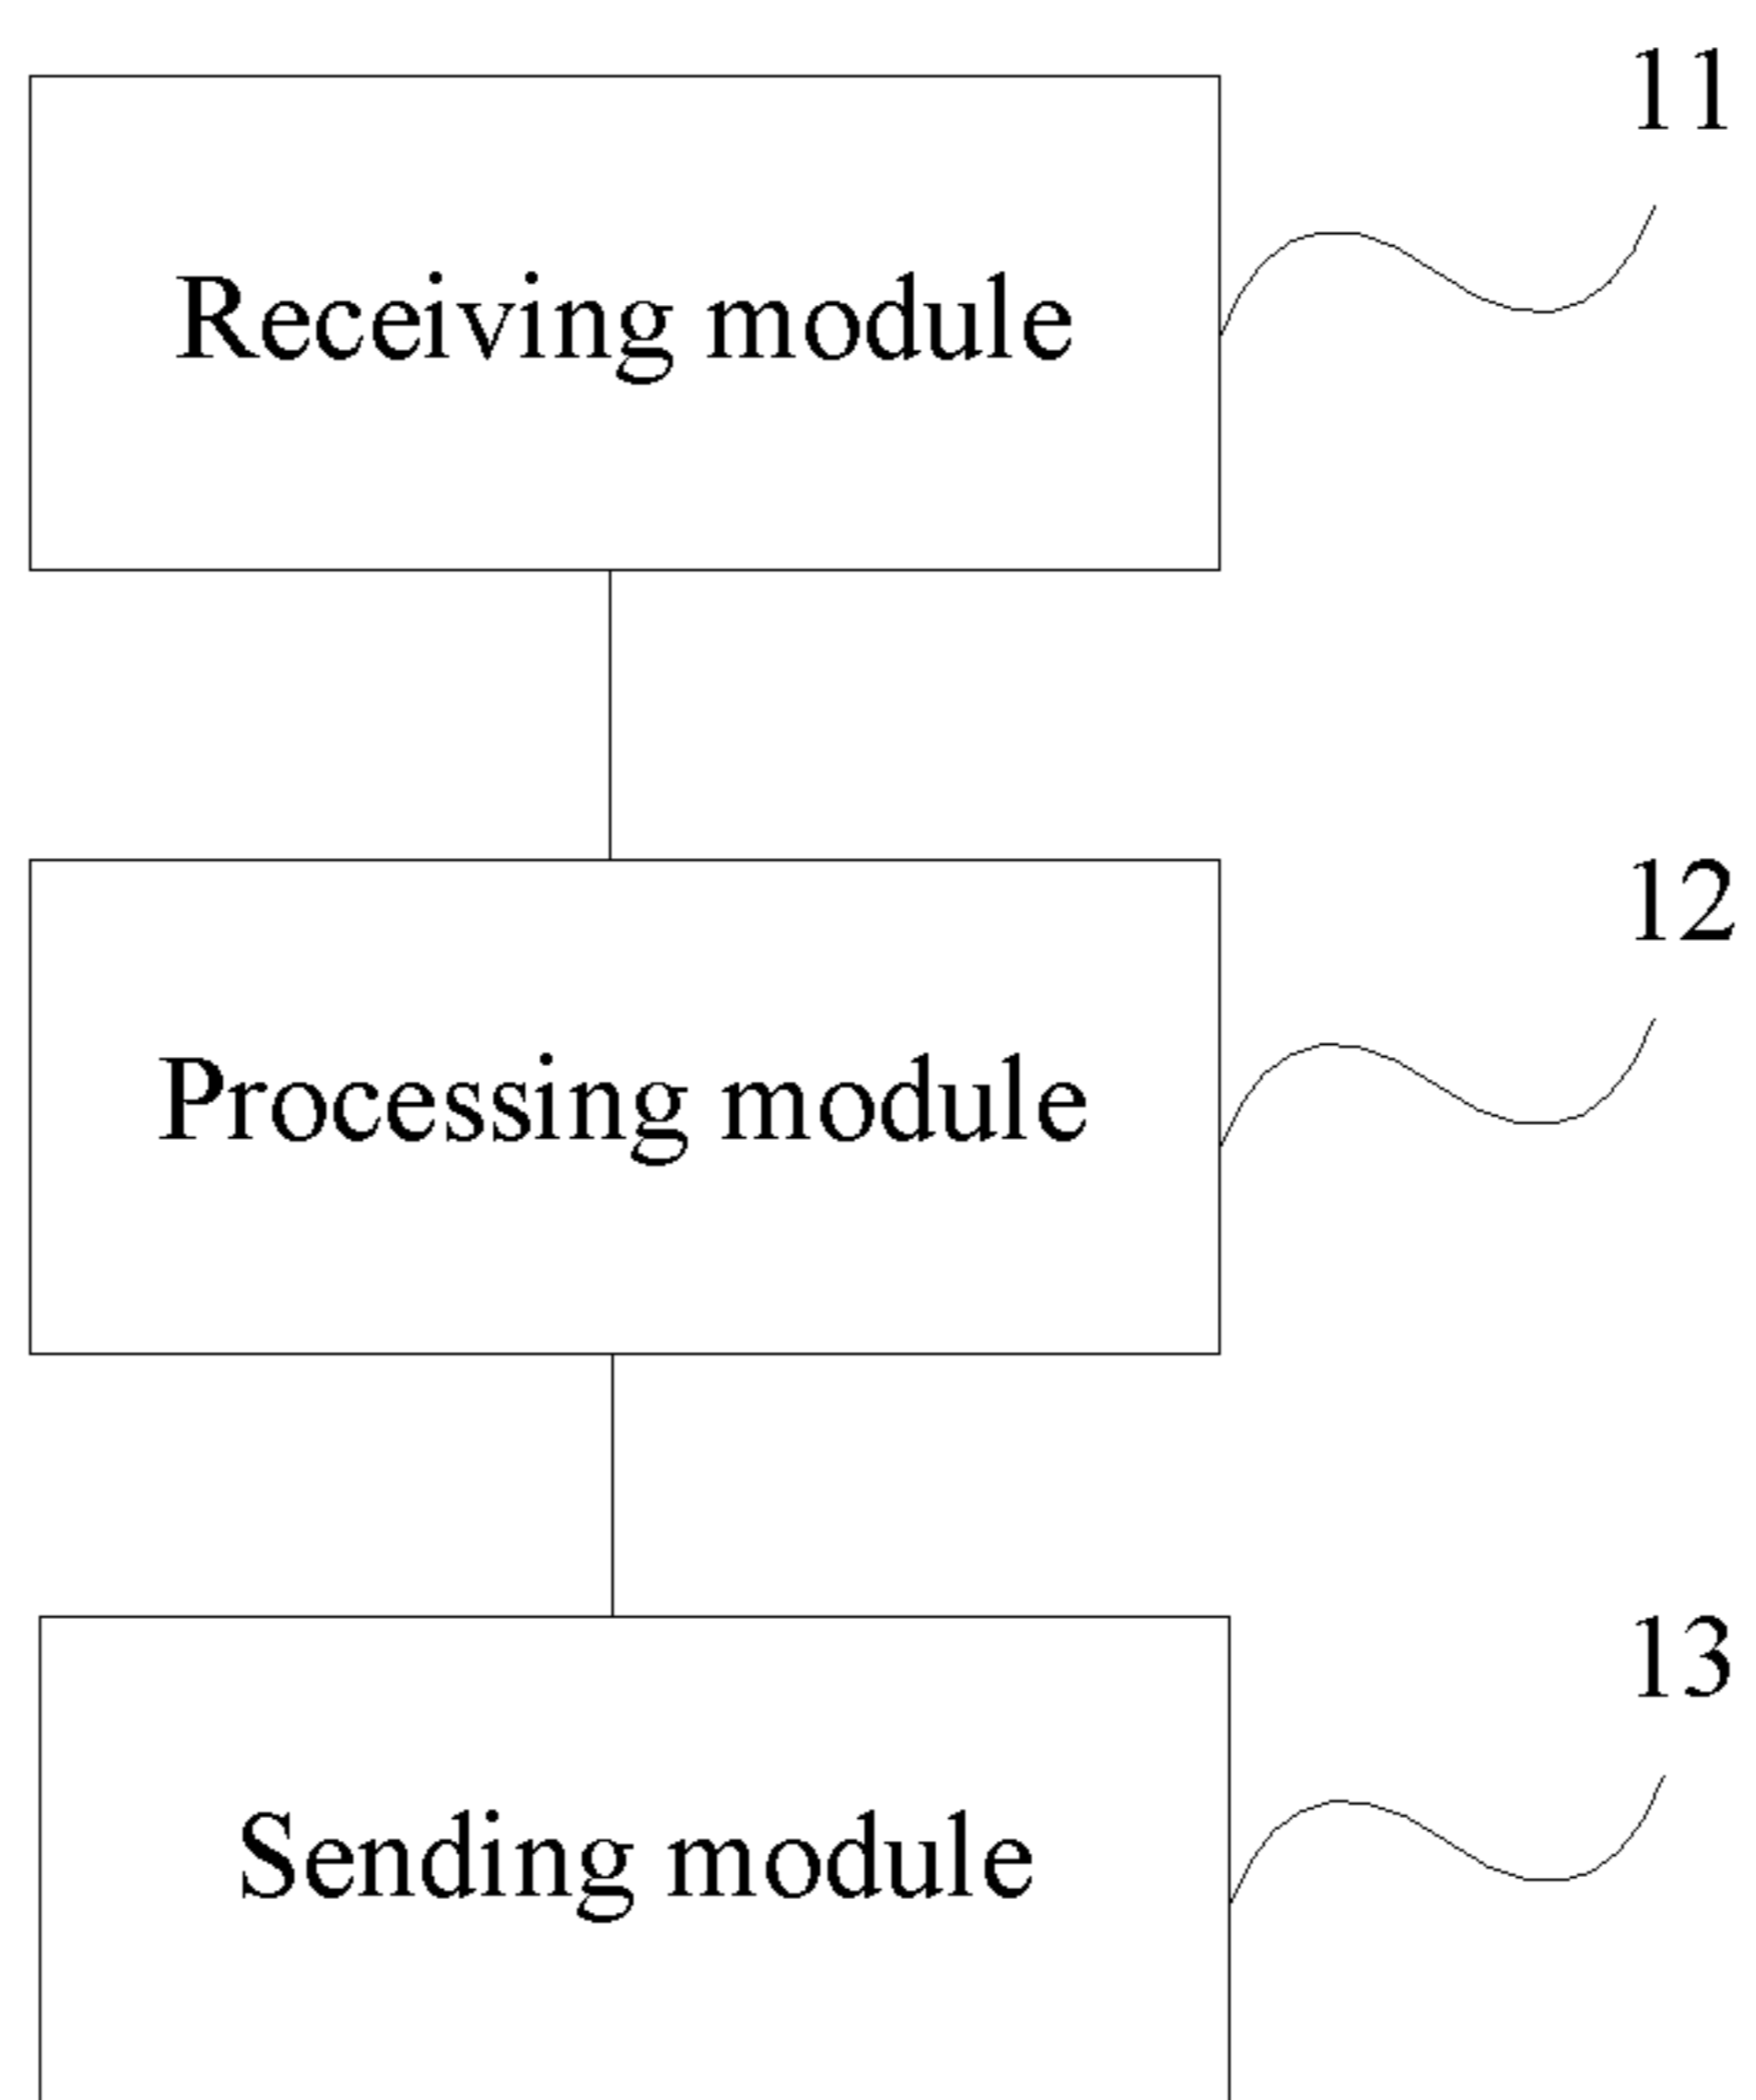 11
Receiving module
12
Processing module
13
Sending module